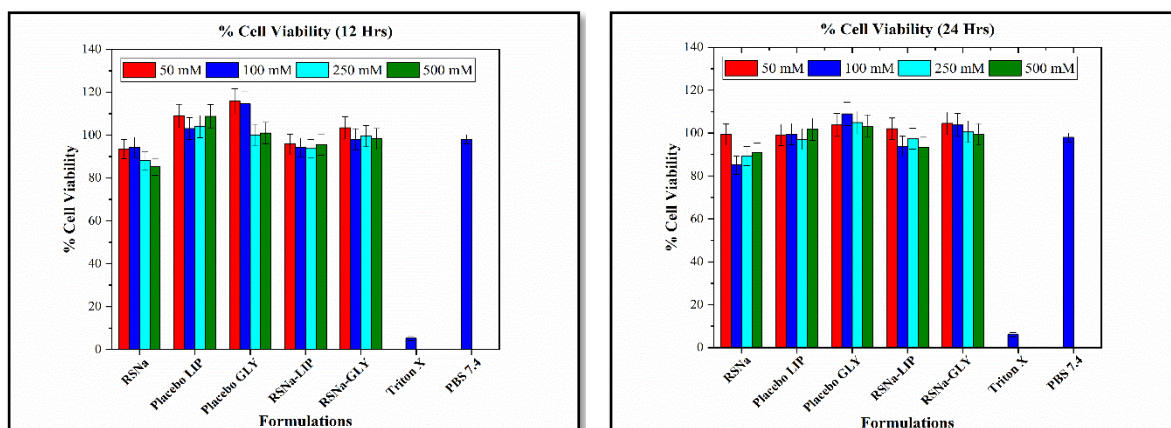 % Cell Viability (12 Hrs)
140
120
100
80
60
40
20
0
% Cell Viability
50 mM
100 mM
250 mM
500 mM
RSNa
Placebo LIP
Placebo GLY
RSNa-LIP
RSNa-GLY
Triton X
PBS 7.4
Formulations
% Cell Viability (24 Hrs)
140
120
100
80
60
40
20
0
% Cell Viability
50 mM
100 mM
250 mM
500 mM
RSNa
Placebo LIP
Placebo GLY
RSNa-LIP
RSNa-GLY
Triton X
PBS 7.4
Formulations